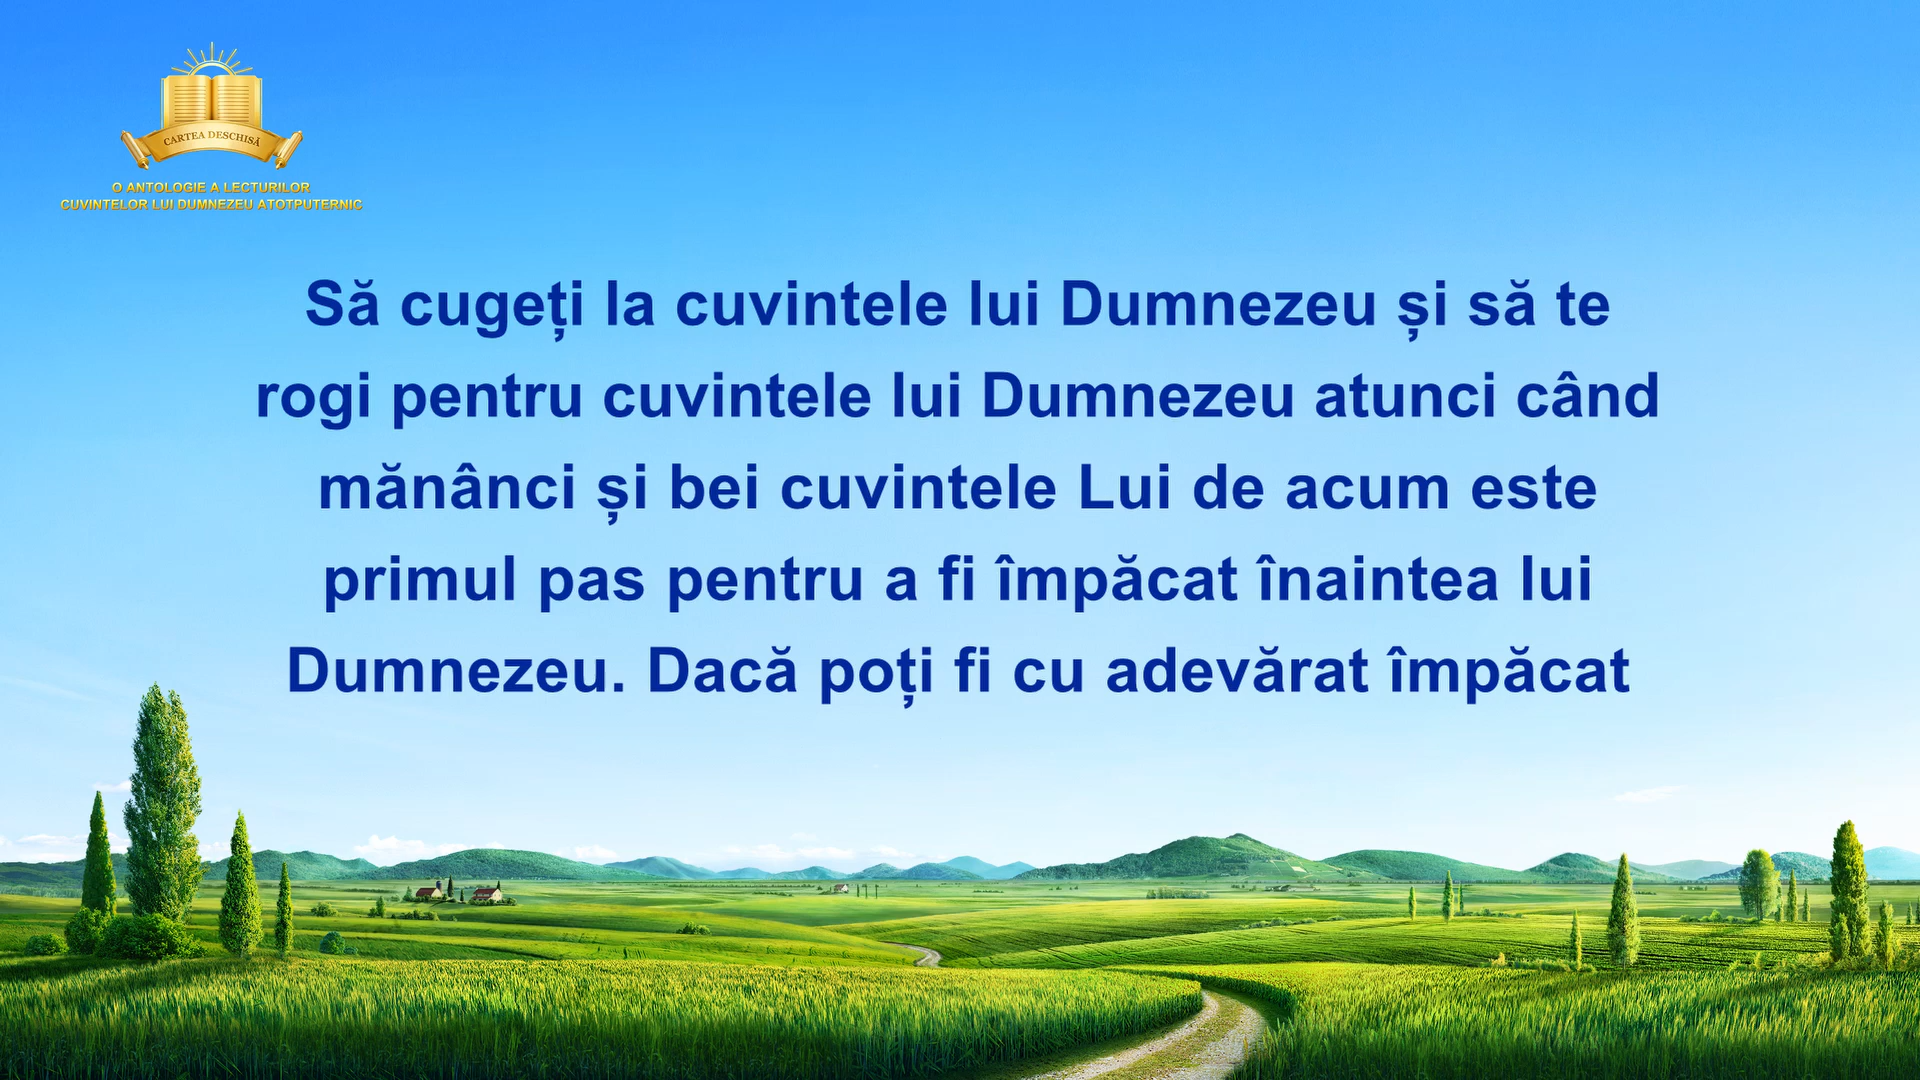 CARTEA DESCHISĂ
O ANTOLOGIE A LECTURILOR
CUVINTELOR LUI DUMNEZEU ATOTPUTERNIC
Să cugeți la cuvintele lui Dumnezeu și să te
rogi pentru cuvintele lui Dumnezeu atunci când
mănânci și bei cuvintele Lui de acum este
primul pas pentru a fi împăcat înaintea lui
Dumnezeu. Dacă poți fi cu adevărat împăcat